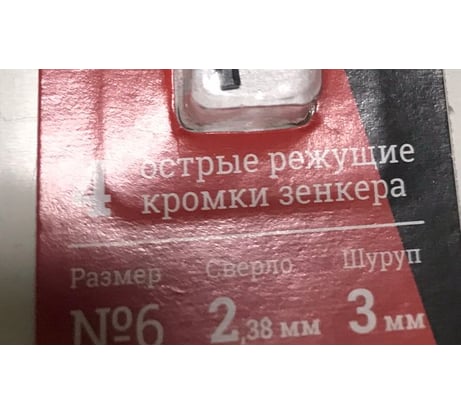 4 острые режущие
кромки зенкера
Размер Сверло Шуруп
№6 2,38 мм 3 мм